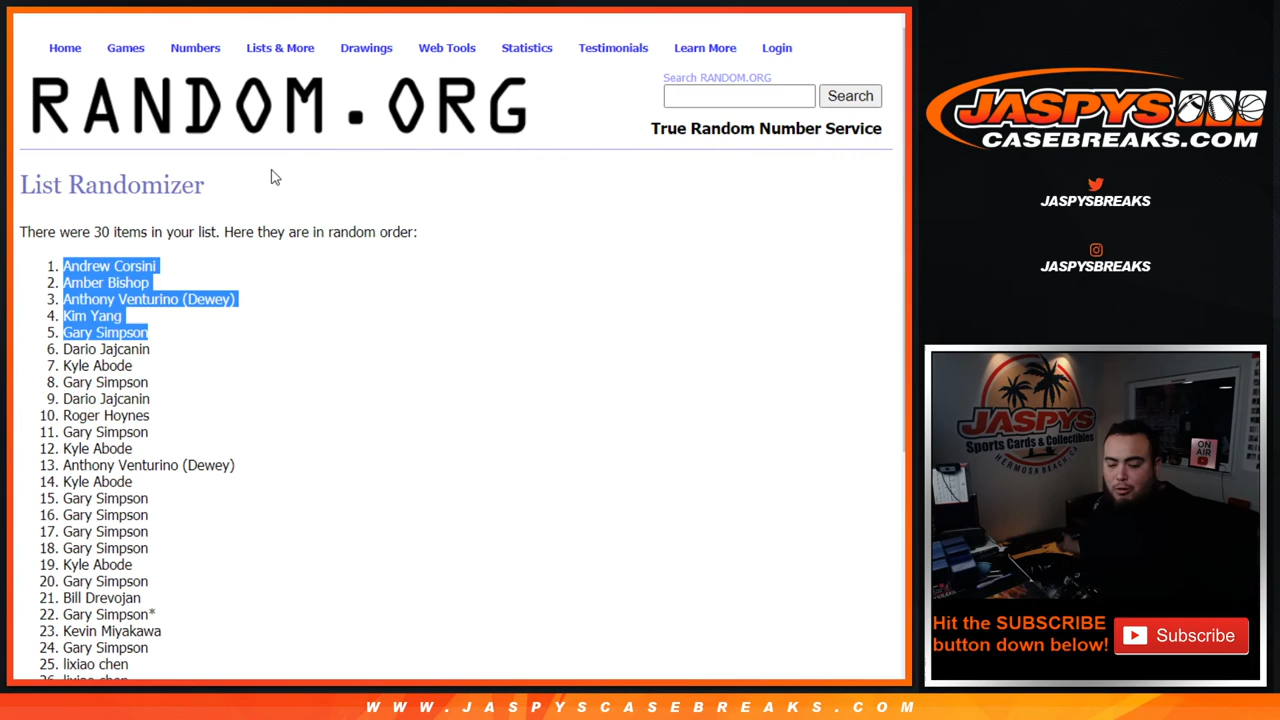 Home Games Numbers Lists & More Drawings Web Tools Statistics Testimonials Learn More Login
RANDOM.ORG
Search RANDOM.ORG
Search
True Random Number Service
List Randomizer
There were 30 items in your list. Here they are in random order:
1. Andrew Corsini
2. Amber Bishop
3. Anthony Venturino (Dewey)
4. Kim Yang
5. Gary Simpson
6. Dario Jajcanin
7. Kyle Abode
8. Gary Simpson
9. Dario Jajcanin
10. Roger Hoynes
11. Gary Simpson
12. Kyle Abode
13. Anthony Venturino (Dewey)
14. Kyle Abode
15. Gary Simpson
16. Gary Simpson
17. Gary Simpson
18. Gary Simpson
19. Kyle Abode
20. Gary Simpson
21. Bill Drevojan
22. Gary Simpson*
23. Kevin Miyakawa
24. Gary Simpson
25. lixiao chen
26. lixiao chen
JASPYS
CASEBREAKS.COM
JASPYSBREAKS
JASPYSBREAKS
JASPYS
Sports Cards & Collectibles
HERMOSA BEACH, CA
ON
AIR
Hit the SUBSCRIBE
button down below!
Subscribe
WWW.JASPYSCASEBREAKS.COM